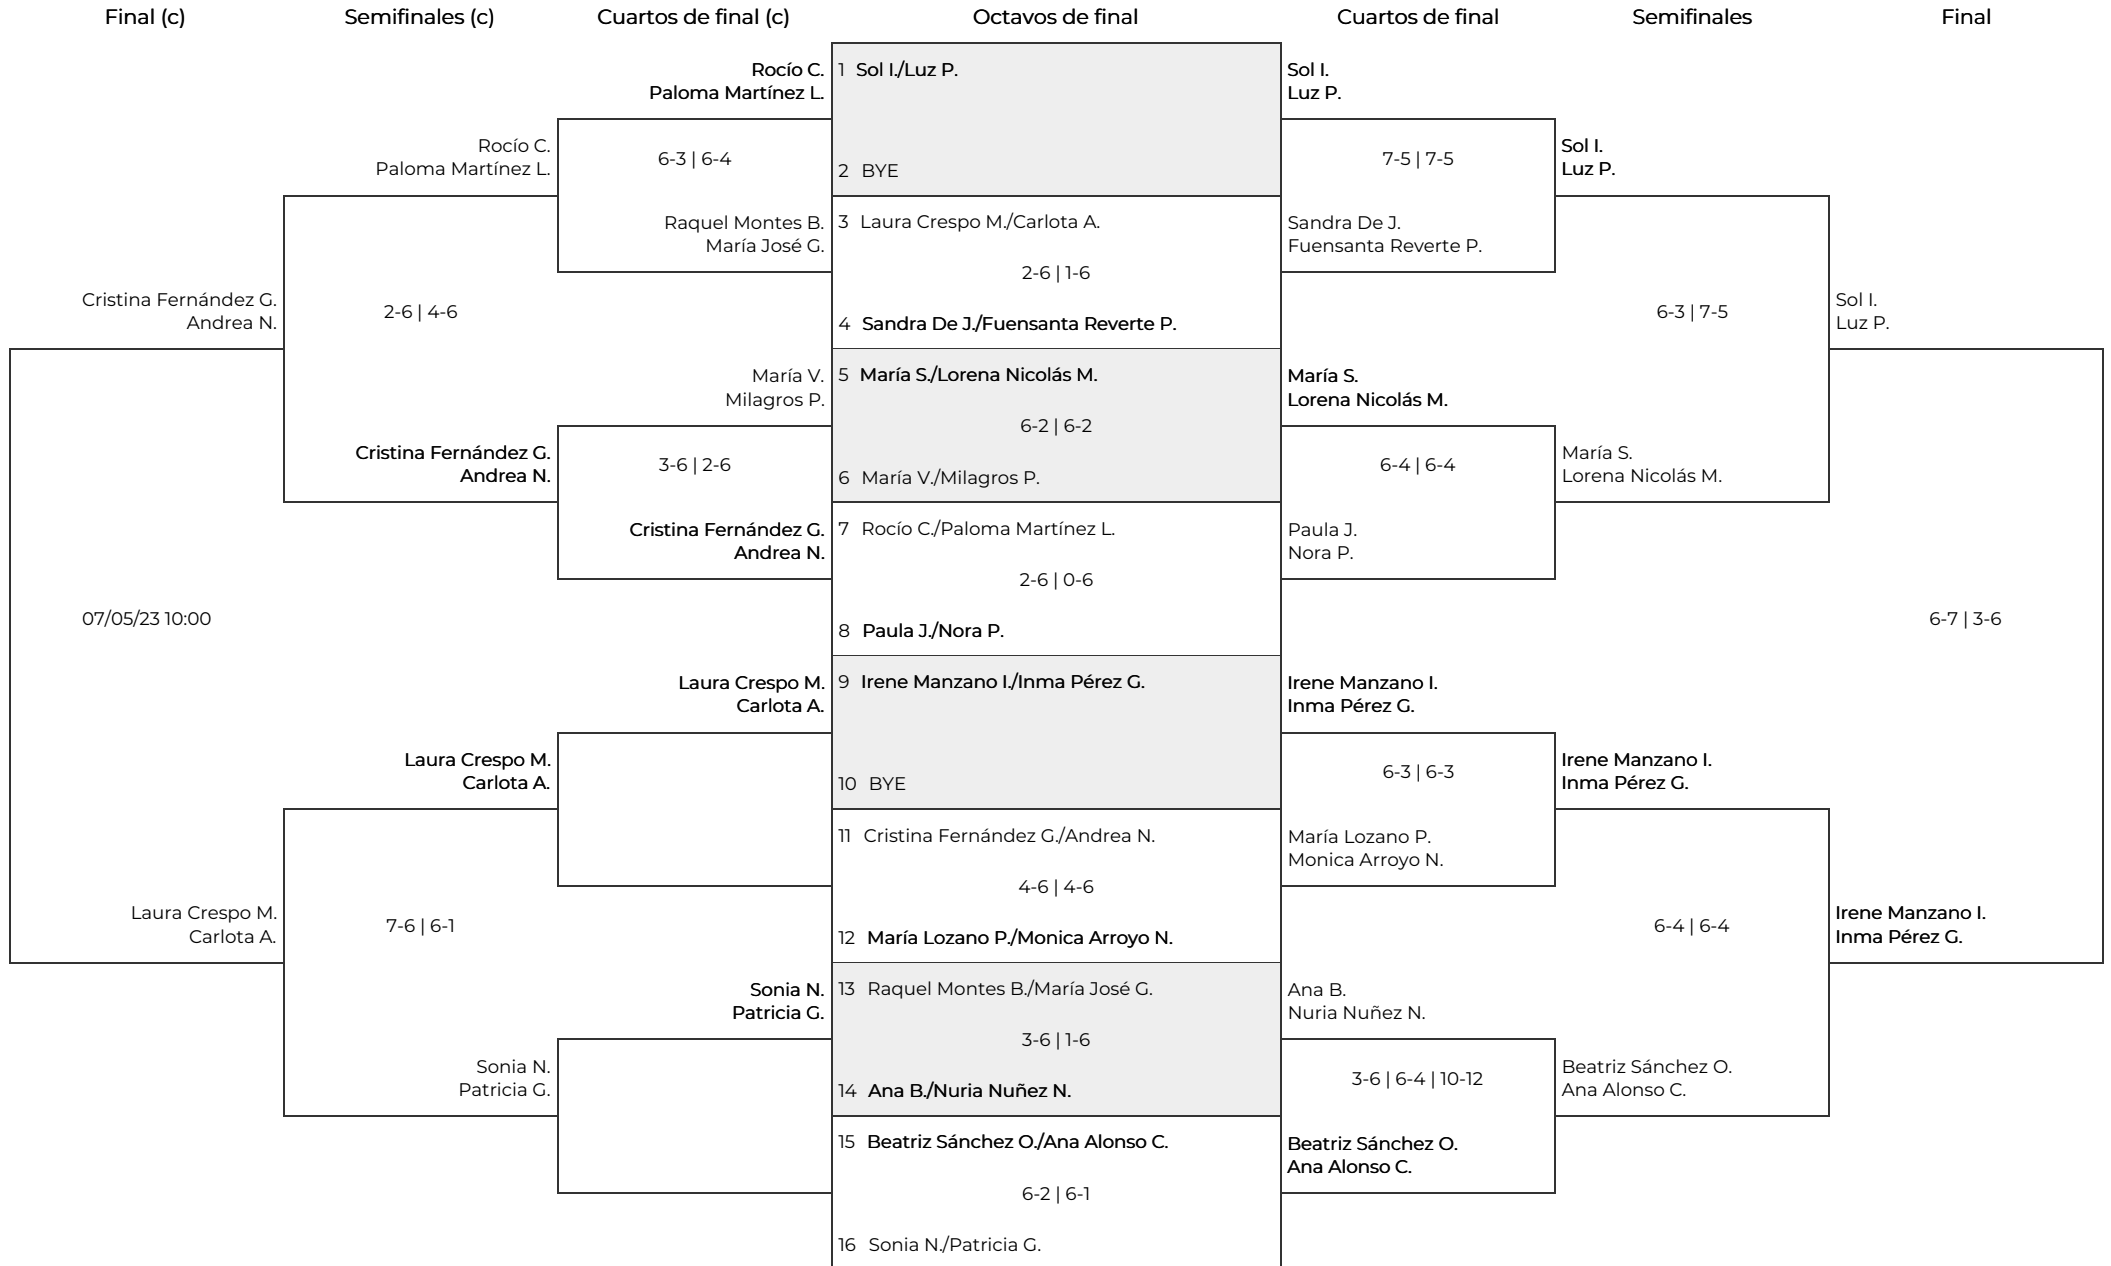 Final (c)
Semifinales (c)
Cuartos de final (c)
Octavos de final
Cuartos de final
Semifinales
Final
Cristina Fernández G.
Andrea N.
07/05/23 10:00
Laura Crespo M.
Carlota A.
Rocío C.
Paloma Martínez L.
2-6 | 4-6
Cristina Fernández G.
Andrea N.
Laura Crespo M.
Carlota A.
7-6 | 6-1
Sonia N.
Patricia G.
Rocío C.
Paloma Martínez L.
6-3 | 6-4
Raquel Montes B.
María José G.
María V.
Milagros P.
3-6 | 2-6
Cristina Fernández G.
Andrea N.
Laura Crespo M.
Carlota A.
Sonia N.
Patricia G.
1 Sol I./Luz P.
2 BYE
3 Laura Crespo M./Carlota A.
2-6 | 1-6
4 Sandra De J./Fuensanta Reverte P.
5 María S./Lorena Nicolás M.
6-2 | 6-2
6 María V./Milagros P.
7 Rocío C./Paloma Martínez L.
2-6 | 0-6
8 Paula J./Nora P.
9 Irene Manzano I./Inma Pérez G.
10 BYE
11 Cristina Fernández G./Andrea N.
4-6 | 4-6
12 María Lozano P./Monica Arroyo N.
13 Raquel Montes B./María José G.
3-6 | 1-6
14 Ana B./Nuria Nuñez N.
15 Beatriz Sánchez O./Ana Alonso C.
6-2 | 6-1
16 Sonia N./Patricia G.
Sol I.
Luz P.
7-5 | 7-5
Sandra De J.
Fuensanta Reverte P.
María S.
Lorena Nicolás M.
6-4 | 6-4
Paula J.
Nora P.
Irene Manzano I.
Inma Pérez G.
6-3 | 6-3
María Lozano P.
Monica Arroyo N.
Ana B.
Nuria Nuñez N.
3-6 | 6-4 | 10-12
Beatriz Sánchez O.
Ana Alonso C.
Sol I.
Luz P.
6-3 | 7-5
María S.
Lorena Nicolás M.
Irene Manzano I.
Inma Pérez G.
6-4 | 6-4
Beatriz Sánchez O.
Ana Alonso C.
Sol I.
Luz P.
6-7 | 3-6
Irene Manzano I.
Inma Pérez G.